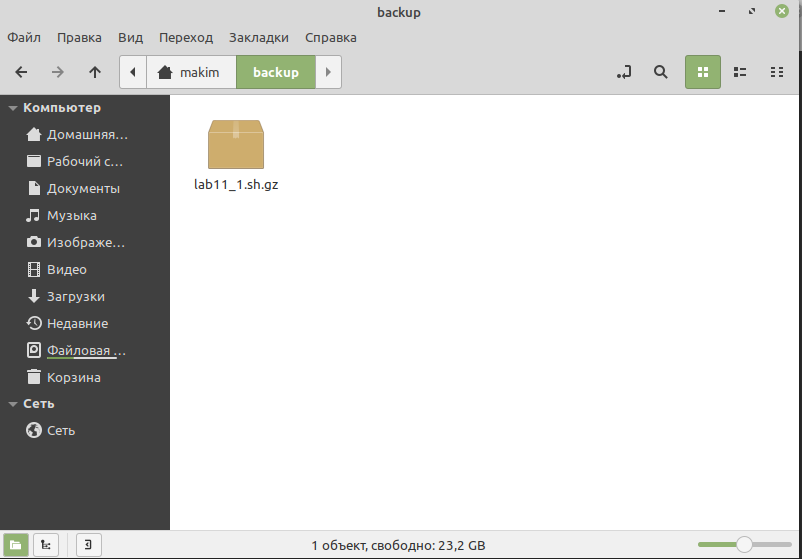 backup
Файл Правка Вид Переход Закладки Справка
makim backup
Компьютер
Домашняя...
Рабочий с...
Документы
Музыка
Изображе...
Видео
Загрузки
Недавние
Файловая ...
Корзина
Сеть
Сеть
lab11_1.sh.gz
1 объект, свободно: 23,2 GB